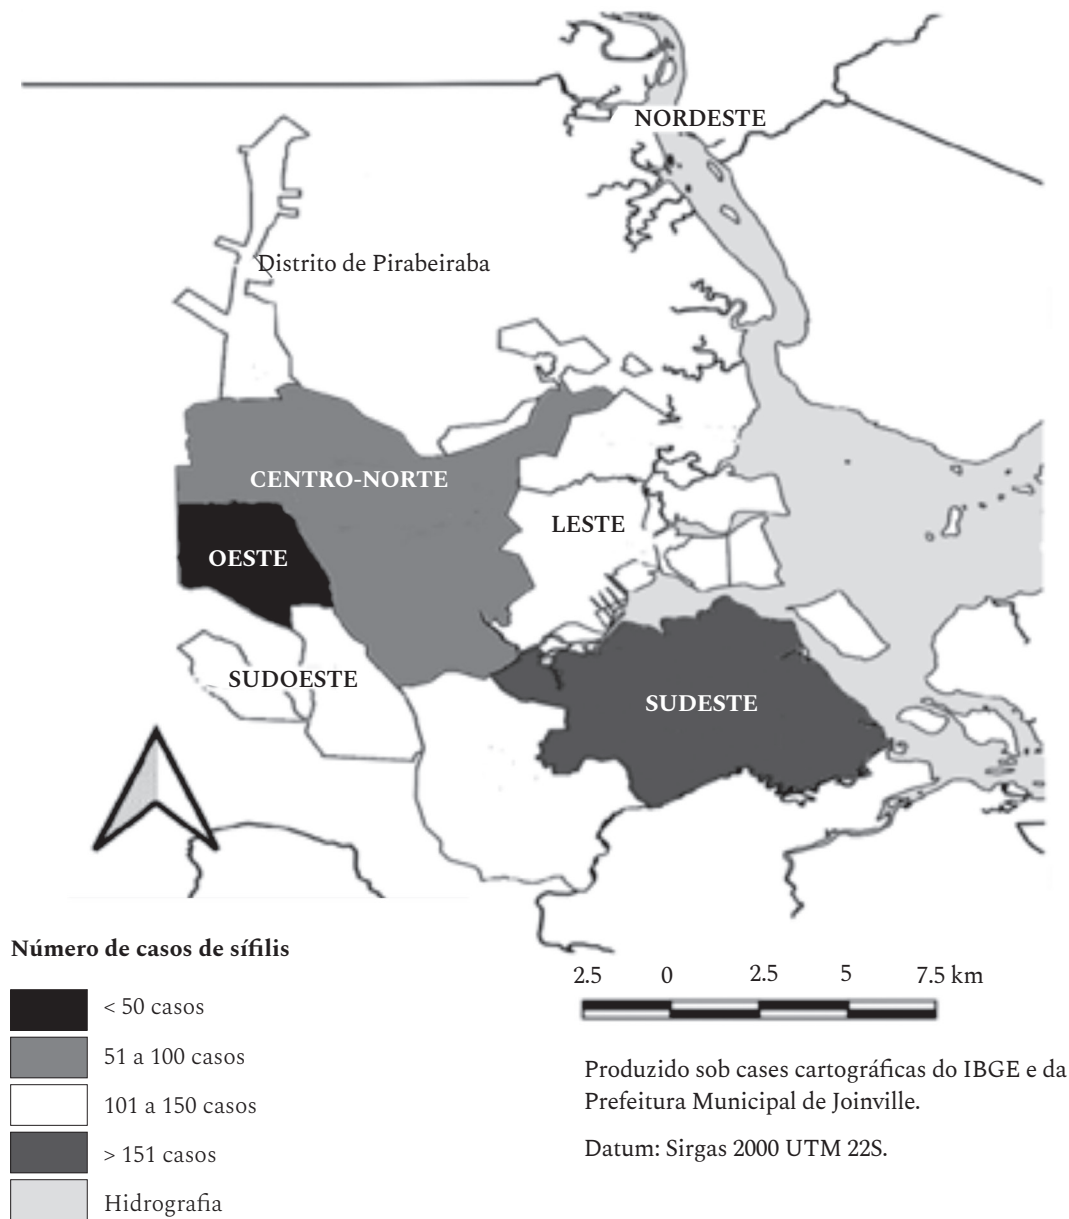 NORDESTE
Distrito de Pirabeiraba
CENTRO-NORTE
LESTE
OESTE
SUDOESTE
SUDESTE
Número de casos de sífilis
< 50 casos
51 a 100 casos
101 a 150 casos
> 151 casos
Hidrografia
2.5 0 2.5 5 7.5 km
Produzido sob cases cartográficas do IBGE e da
Prefeitura Municipal de Joinville.
Datum: Sirgas 2000 UTM 22S.